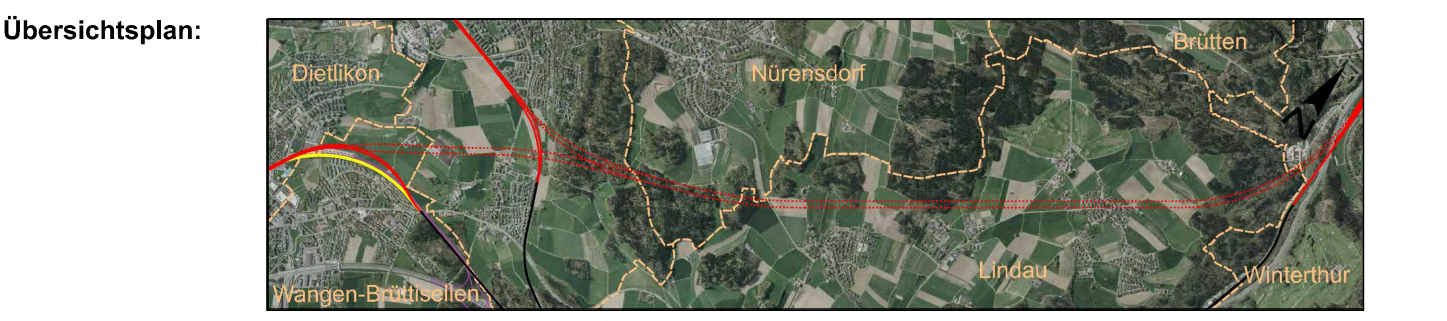 Übersichtsplan:
Brütten
Dietlikon
Nürensdorf
N
Lindau
Winterthur
Wangen-Brüttisellen